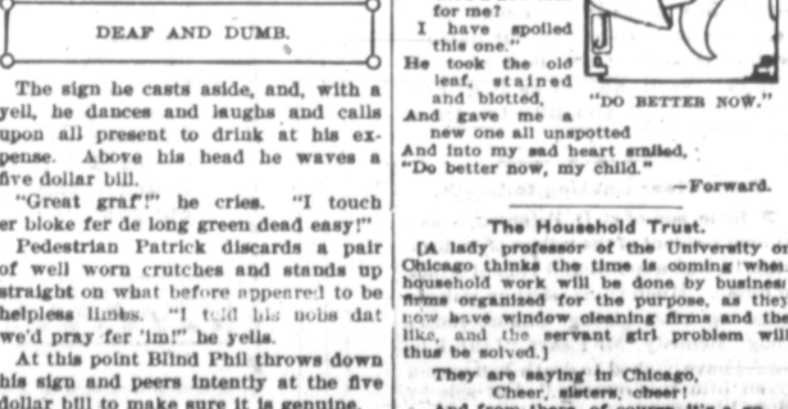 DEAF AND DUMB.
The sign he casts aside, and, with a
yell, he dances and laughs and calls
upon all present to drink at his ex-
pense. Above his head he waves a
five dollar bill.
"Great graf'!" he cries. "I touch
er bloke fer de long green dead easy!"
Pedestrian Patrick discards a pair
of well worn crutches and stands up
straight on what before appeared to be
helpless limbs. "I told his nobs dat
we'd pray fer 'im!" he yells.
At this point Blind Phil throws down
his sign and peers intently at the five
dollar bill to make sure it is genuine.
for me?
I have spoiled
this one."
He took the old
leaf, stained
and blotted,
And gave me a
new one all unspotted
And into my sad heart smiled,
"Do better now, my child."
—Forward.
"DO BETTER NOW."
The Household Trust.
[A lady professor of the University of
Chicago thinks the time is coming when
household work will be done by business
firms organized for the purpose, as they
now have window cleaning firms and the
like, and the servant girl problem will
thus be solved.]
They are saying in Chicago,
Cheer, sisters, cheer!